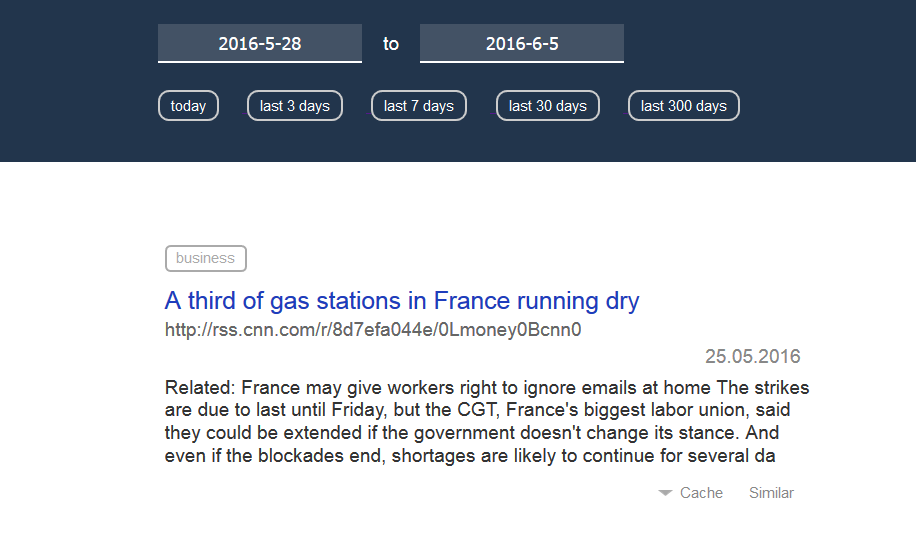 2016-5-28 to 2016-6-5
today last 3 days last 7 days last 30 days last 300 days
business
A third of gas stations in France running dry
http://rss.cnn.com/r/8d7efa044e/0Lmoney0Bcnn0
25.05.2016
Related: France may give workers right to ignore emails at home The strikes
are due to last until Friday, but the CGT, France's biggest labor union, said
they could be extended if the government doesn't change its stance. And
even if the blockades end, shortages are likely to continue for several da
Cache Similar